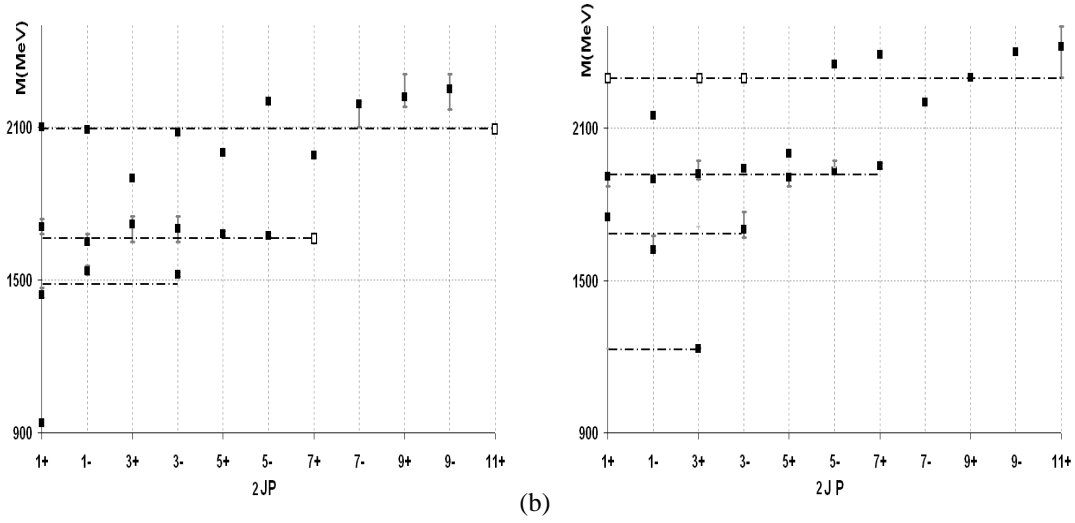 M(MeV)
2100
1500
900
1+ 1- 3+ 3- 5+ 5- 7+ 7- 9+ 9- 11+
2JP
(b)
M(MeV)
2100
1500
900
1+ 1- 3+ 3- 5+ 5- 7+ 7- 9+ 9- 11+
2JP